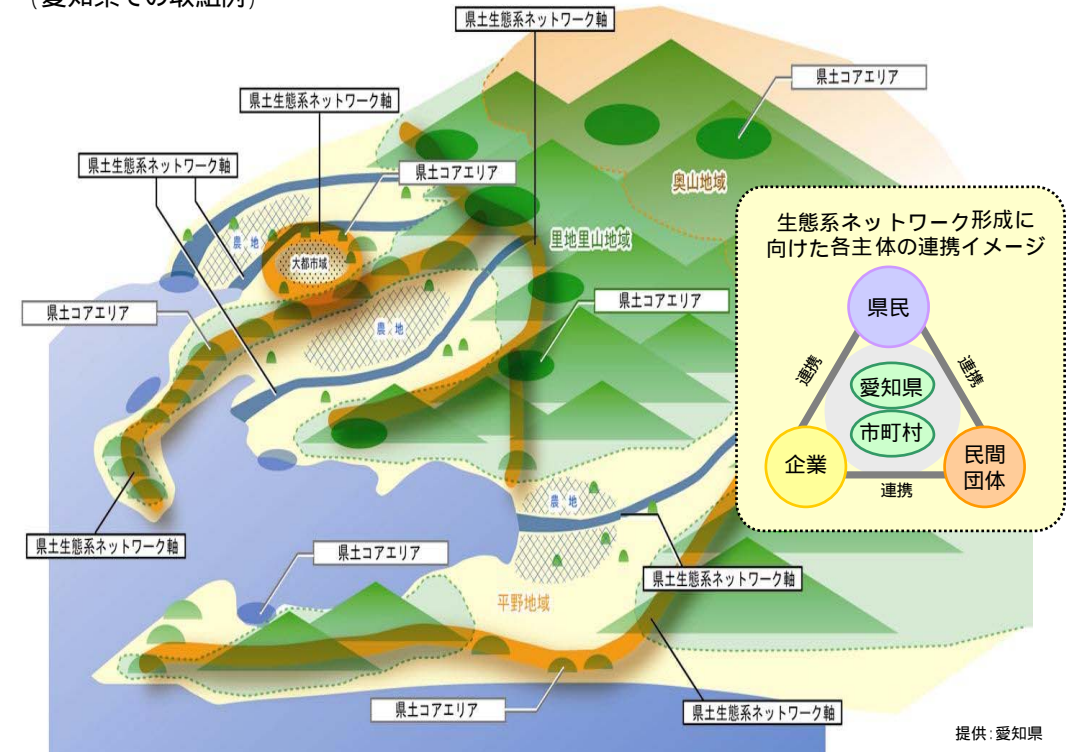 (愛知県での取組例)
県土生態系ネットワーク軸
県土コアエリア
県土生態系ネットワーク軸
県土生態系ネットワーク軸
県土コアエリア
奥山地域
里地里山地域
農地
大都市域
県土コアエリア
県土コアエリア
農地
生態系ネットワーク形成に
向けた各主体の連携イメージ
県民
連携
連携
愛知県
市町村
企業
民間
団体
連携
農地
県土生態系ネットワーク軸
県土コアエリア
県土生態系ネットワーク軸
平野地域
県土コアエリア
県土生態系ネットワーク軸
提供:愛知県